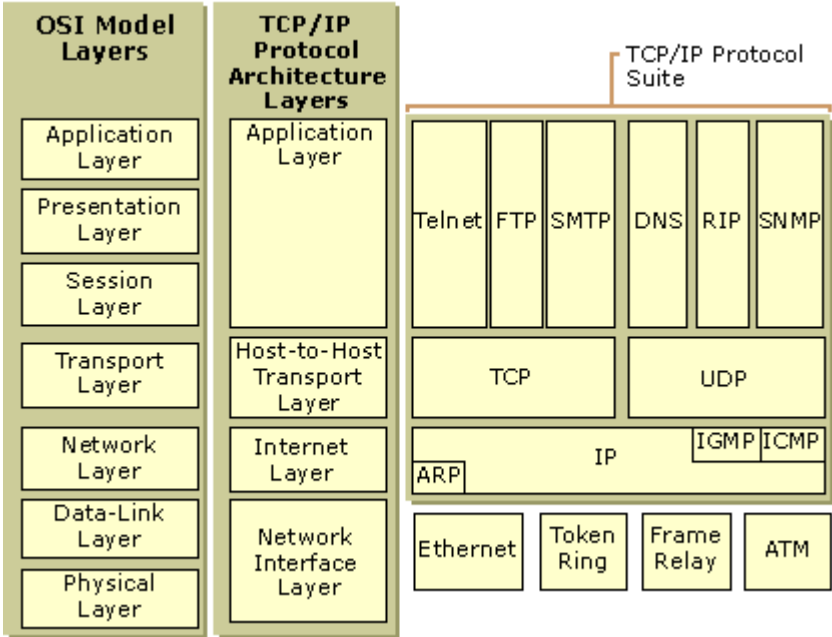 OSI Model
Layers
TCP/IP
Protocol
Architecture
Layers
TCP/IP Protocol
Suite
Application
Layer
Presentation
Layer
Session
Layer
Transport
Layer
Network
Layer
Data-Link
Layer
Physical
Layer
Application
Layer
Host-to-Host
Transport
Layer
Internet
Layer
Network
Interface
Layer
Telnet
FTP
SMTP
DNS
RIP
SNMP
TCP
UDP
IP
IGMP
ICMP
ARP
Ethernet
Token
Ring
Frame
Relay
ATM